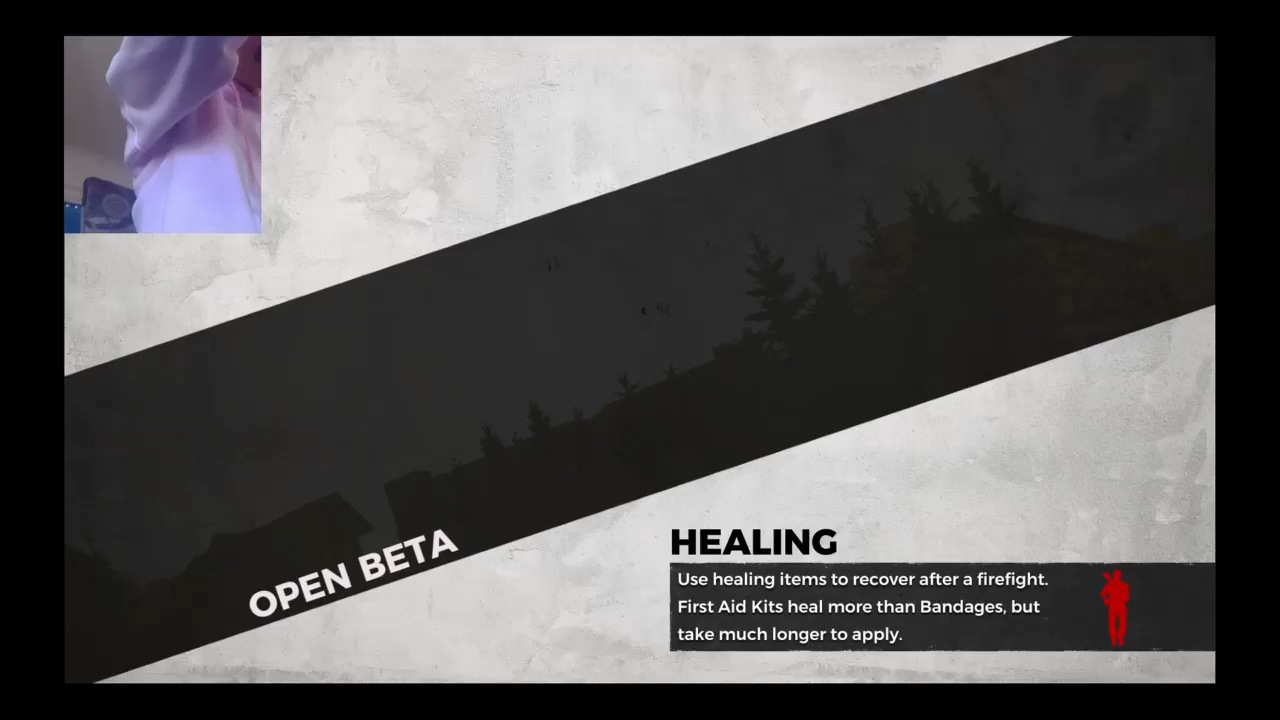 OPEN BETA
HEALING
Use healing items to recover after a firefight.
First Aid Kits heal more than Bandages, but
take much longer to apply.